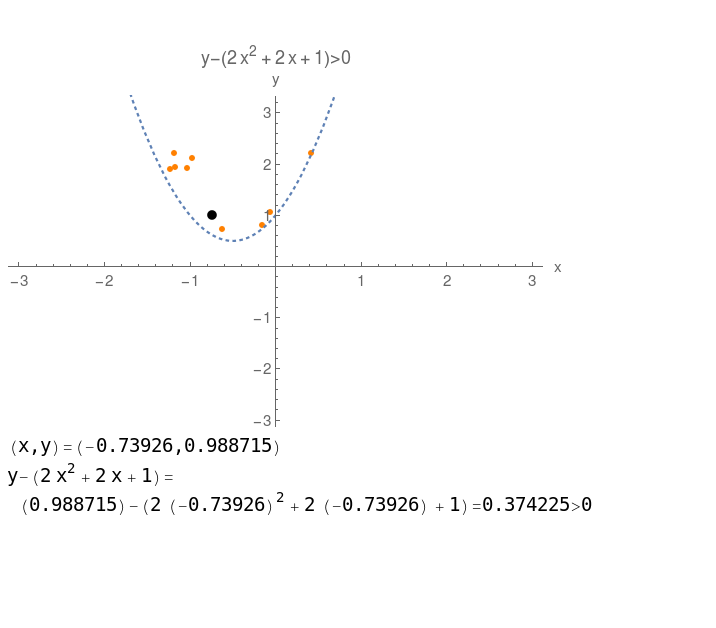 y-(2x²+2x+1)>0
y
3
2
1
-3 -2 -1 1 2 3 x
-1
-2
-3
(x,y)=(-0.73926,0.988715)
y-(2x²+2x+1)=
(0.988715)-(2 (-0.73926)²+2 (-0.73926) +1)=0.374225>0